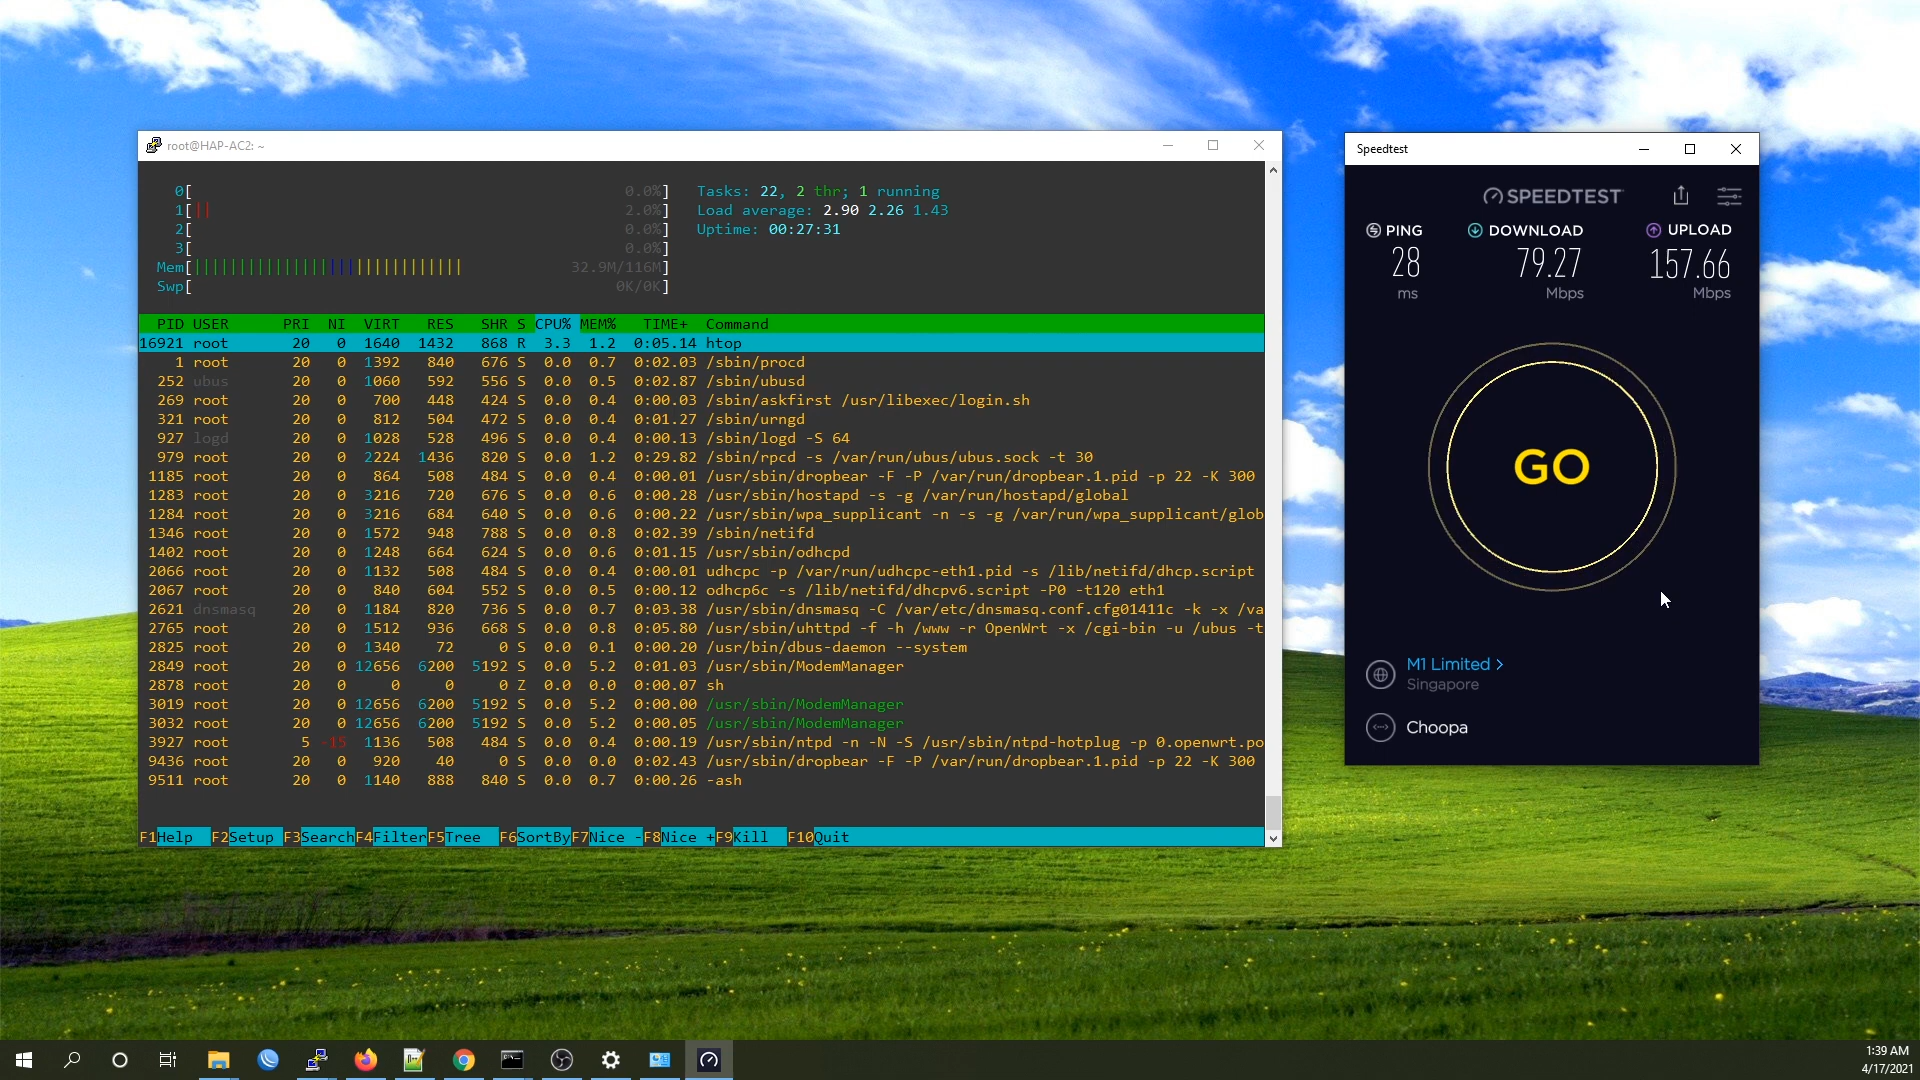 root@HAP-AC2: ~
0[ 0.0%]
1[|| 2.0%]
2[ 0.0%]
3[ 0.0%]
Mem[|||||||||||||||||||||||||||||| 32.9M/116M]
Swp[ 0K/0K]
Tasks: 22, 2 thr; 1 running
Load average: 2.90 2.26 1.43
Uptime: 00:27:31
PID USER PRI NI VIRT RES SHR S CPU% MEM% TIME+ Command
16921 root 20 0 1640 1432 868 R 3.3 1.2 0:05.14 htop
1 root 20 0 1392 840 676 S 0.0 0.7 0:02.03 /sbin/procd
252 ubus 20 0 1060 592 556 S 0.0 0.5 0:02.87 /sbin/ubusd
269 root 20 0 700 448 424 S 0.0 0.4 0:00.03 /sbin/askfirst /usr/libexec/login.sh
321 root 20 0 812 504 472 S 0.0 0.4 0:01.27 /sbin/urngd
927 logd 20 0 1028 528 496 S 0.0 0.4 0:00.13 /sbin/logd -S 64
979 root 20 0 2224 1436 820 S 0.0 1.2 0:29.82 /sbin/rpcd -s /var/run/ubus/ubus.sock -t 30
1185 root 20 0 864 508 484 S 0.0 0.4 0:00.01 /usr/sbin/dropbear -F -P /var/run/dropbear.1.pid -p 22 -K 300
1283 root 20 0 3216 720 676 S 0.0 0.6 0:00.28 /usr/sbin/hostapd -s -g /var/run/hostapd/global
1284 root 20 0 3216 684 640 S 0.0 0.6 0:00.22 /usr/sbin/wpa_supplicant -n -s -g /var/run/wpa_supplicant/glob
1346 root 20 0 1572 948 788 S 0.0 0.8 0:02.39 /sbin/netifd
1402 root 20 0 1248 664 624 S 0.0 0.6 0:01.15 /usr/sbin/odhcpd
2066 root 20 0 1132 508 484 S 0.0 0.4 0:00.01 udhcpc -p /var/run/udhcpc-eth1.pid -s /lib/netifd/dhcp.script
2067 root 20 0 840 604 552 S 0.0 0.5 0:00.12 odhcp6c -s /lib/netifd/dhcpv6.script -P0 -t120 eth1
2621 dnsmasq 20 0 1184 820 736 S 0.0 0.7 0:03.38 /usr/sbin/dnsmasq -C /var/etc/dnsmasq.conf.cfg01411c -k -x /va
2765 root 20 0 1512 936 668 S 0.0 0.8 0:05.80 /usr/sbin/uhttpd -f -h /www -r OpenWrt -x /cgi-bin -u /ubus -t
2825 root 20 0 1340 72 0 S 0.0 0.1 0:00.20 /usr/bin/dbus-daemon --system
2849 root 20 0 12656 6200 5192 S 0.0 5.2 0:01.03 /usr/sbin/ModemManager
2878 root 20 0 0 0 0 Z 0.0 0.0 0:00.07 sh
3019 root 20 0 12656 6200 5192 S 0.0 5.2 0:00.00 /usr/sbin/ModemManager
3032 root 20 0 12656 6200 5192 S 0.0 5.2 0:00.05 /usr/sbin/ModemManager
3927 root 5 -15 1136 508 484 S 0.0 0.4 0:00.19 /usr/sbin/ntpd -n -N -S /usr/sbin/ntpd-hotplug -p 0.openwrt.po
9436 root 20 0 920 40 0 S 0.0 0.0 0:02.43 /usr/sbin/dropbear -F -P /var/run/dropbear.1.pid -p 22 -K 300
9511 root 20 0 1140 888 840 S 0.0 0.7 0:00.26 -ash
F1Help F2Setup F3SearchF4FilterF5Tree F6SortByF7Nice -F8Nice +F9Kill F10Quit
Speedtest
SPEEDTEST
PING DOWNLOAD UPLOAD
28 79.27 157.66
ms Mbps Mbps
GO
M1 Limited >
Singapore
Choopa
1:39 AM
4/17/2021